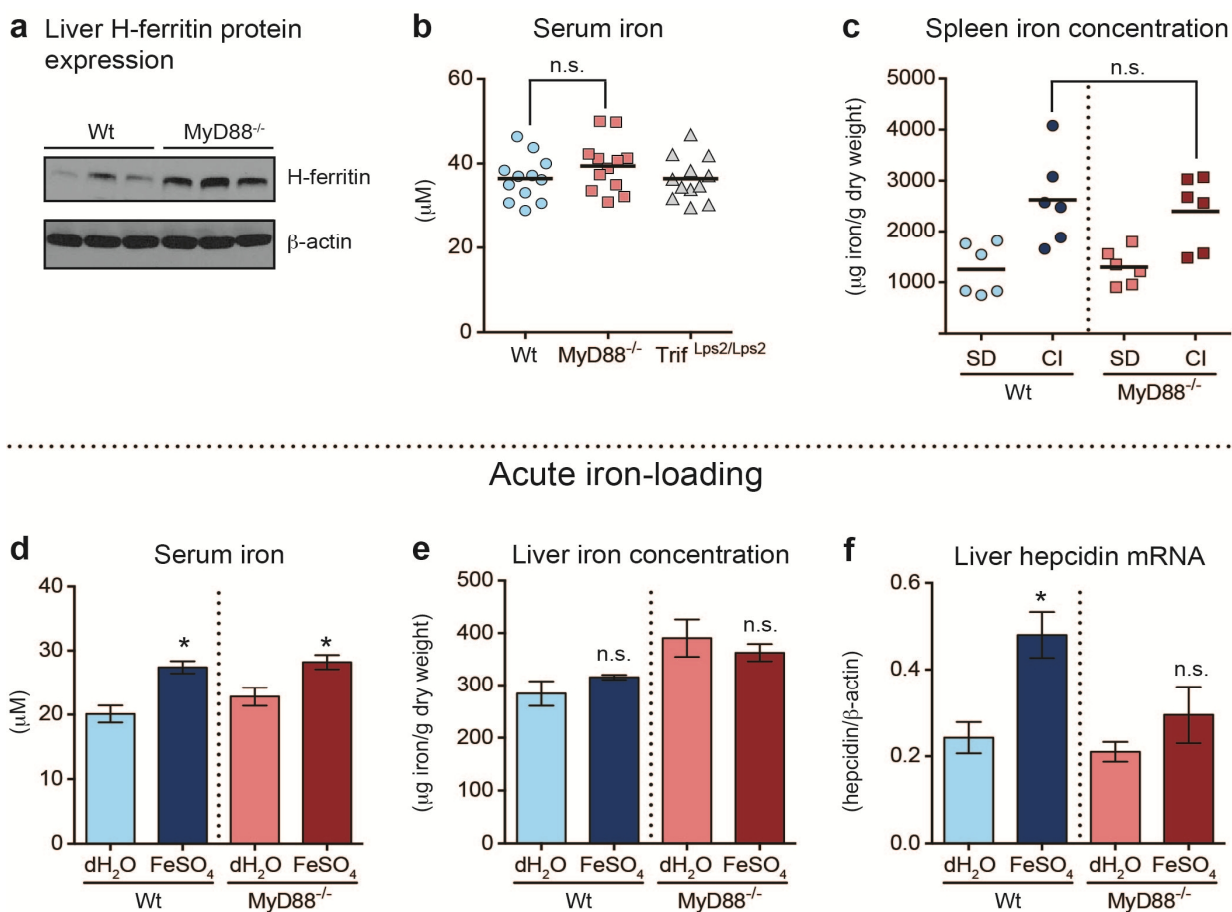 a Liver H-ferritin protein
expression
Wt MyD88-/-
H-ferritin
β-actin
b Serum iron
n.s.
60
40
20
0
(μM)
Wt MyD88-/- Trif Lps2/Lps2
c Spleen iron concentration
n.s.
5000
4000
3000
2000
1000
(μg iron/g dry weight)
SD CI SD CI
Wt MyD88-/-
Acute iron-loading
d Serum iron
40
30
20
10
0
(μM)
* *
dH2O FeSO4 dH2O FeSO4
Wt MyD88-/-
e Liver iron concentration
500
400
300
200
100
0
(μg iron/g dry weight)
n.s. n.s.
dH2O FeSO4 dH2O FeSO4
Wt MyD88-/-
f Liver hepcidin mRNA
0.6
0.4
0.2
0.0
(hepcidin/β-actin)
* n.s.
dH2O FeSO4 dH2O FeSO4
Wt MyD88-/-